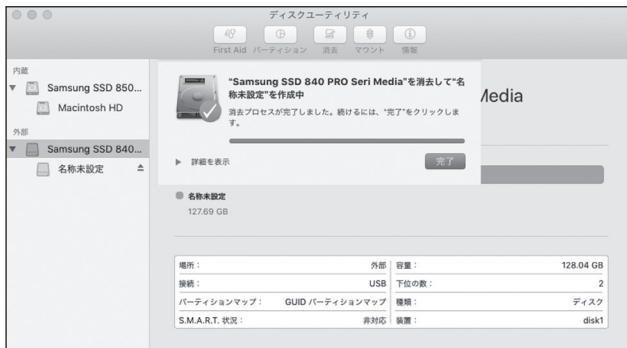 ディスクユーティリティ
First Aid パーティション 消去 マウント 情報
内蔵
Samsung SSD 850...
Macintosh HD
外部
Samsung SSD 840...
名称未設定
"Samsung SSD 840 PRO Seri Media"を消去して"名
称未設定"を作成中
消去プロセスが完了しました。続けるには、"完了"をクリックしま
す。
詳細を表示
完了
Media
名称未設定
127.69 GB
場所： 外部 容量： 128.04 GB
接続： USB 下位の数： 2
パーティションマップ： GUID パーティションマップ 種類： ディスク
S.M.A.R.T. 状況： 非対応 装置： disk1